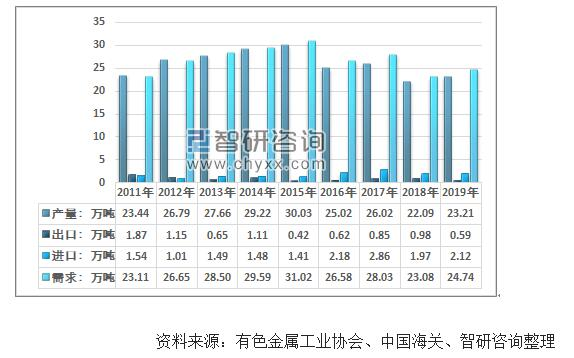 35
30
25
20
15
10
5
0
智研咨询
www.chyxx.com
2011年 2012年 2013年 2014年 2015年 2016年 2017年 2018年 2019年
产量：万吨 23.44 26.79 27.66 29.22 30.03 25.02 26.02 22.09 23.21
出口：万吨 1.87 1.15 0.65 1.11 0.42 0.62 0.85 0.98 0.59
进口：万吨 1.54 1.01 1.49 1.48 1.41 2.18 2.86 1.97 2.12
需求：万吨 23.11 26.65 28.50 29.59 31.02 26.58 28.03 23.08 24.74
资料来源：有色金属工业协会、中国海关、智研咨询整理